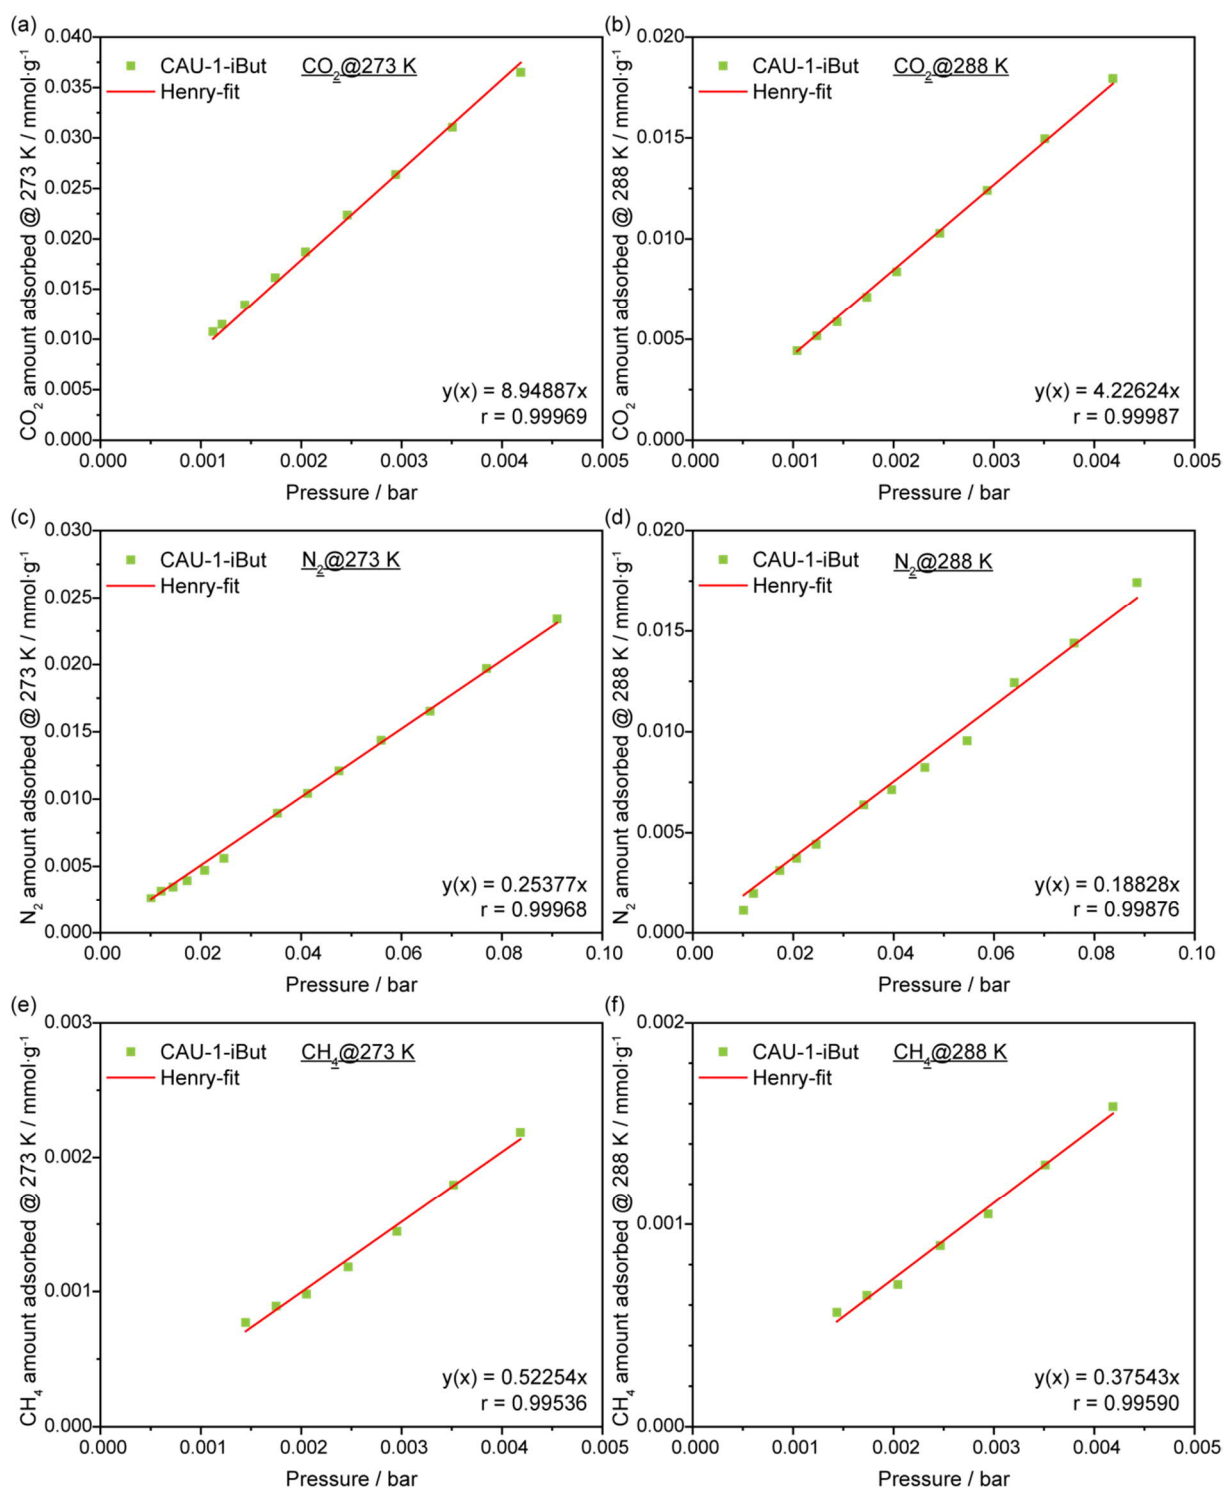 (a)
CO₂ amount adsorbed @ 273 K / mmol·g⁻¹
0.040
0.035
0.030
0.025
0.020
0.015
0.010
0.005
0.000
CAU-1-iBut CO₂@273 K
Henry-fit
y(x) = 8.94887x
r = 0.99969
0.000 0.001 0.002 0.003 0.004 0.005
Pressure / bar
(b)
CO₂ amount adsorbed @ 288 K / mmol·g⁻¹
0.020
0.015
0.010
0.005
0.000
CAU-1-iBut CO₂@288 K
Henry-fit
y(x) = 4.22624x
r = 0.99987
0.000 0.001 0.002 0.003 0.004 0.005
Pressure / bar
(c)
N₂ amount adsorbed @ 273 K / mmol·g⁻¹
0.030
0.025
0.020
0.015
0.010
0.005
0.000
CAU-1-iBut N₂@273 K
Henry-fit
y(x) = 0.25377x
r = 0.99968
0.00 0.02 0.04 0.06 0.08 0.10
Pressure / bar
(d)
N₂ amount adsorbed @ 288 K / mmol·g⁻¹
0.020
0.015
0.010
0.005
0.000
CAU-1-iBut N₂@288 K
Henry-fit
y(x) = 0.18828x
r = 0.99876
0.00 0.02 0.04 0.06 0.08 0.10
Pressure / bar
(e)
CH₄ amount adsorbed @ 273 K / mmol·g⁻¹
0.003
0.002
0.001
0.000
CAU-1-iBut CH₄@273 K
Henry-fit
y(x) = 0.52254x
r = 0.99536
0.000 0.001 0.002 0.003 0.004 0.005
Pressure / bar
(f)
CH₄ amount adsorbed @ 288 K / mmol·g⁻¹
0.002
0.001
0.000
CAU-1-iBut CH₄@288 K
Henry-fit
y(x) = 0.37543x
r = 0.99590
0.000 0.001 0.002 0.003 0.004 0.005
Pressure / bar